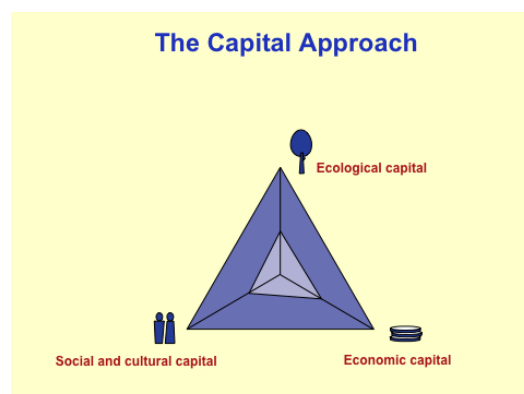 The Capital Approach
Ecological capital
Social and cultural capital
Economic capital